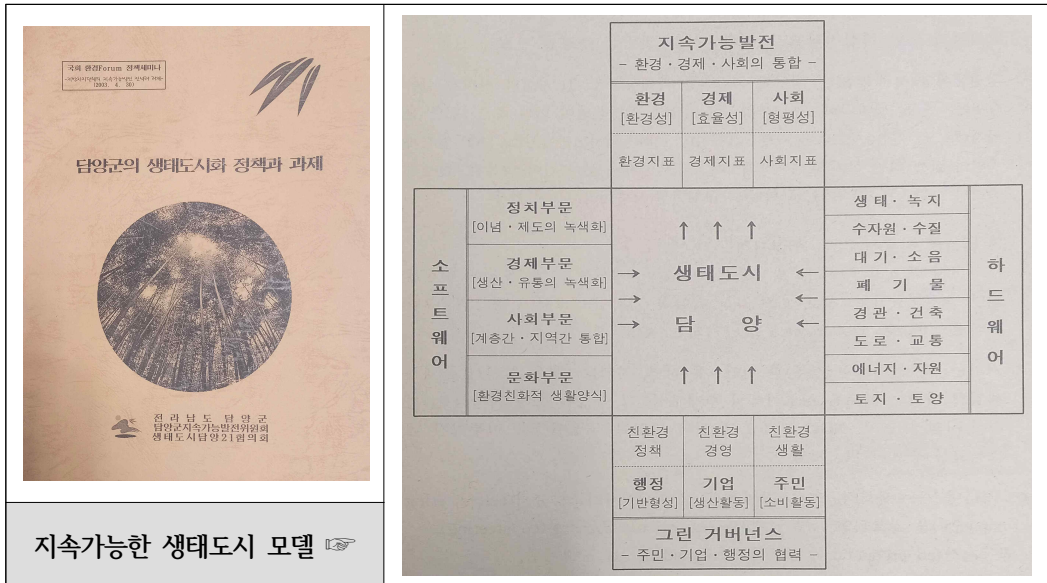 국회 환경Forum 정책세미나
(2003. 4. 30)
담양군의 생태도시화 정책과 과제
전 라 남 도 담 양 군
담양군지속가능발전위원회
생태도시담양21협의회
지속가능한 생태도시 모델 ☞
지속가능발전
- 환경·경제·사회의 통합 -
환경 경제 사회
[환경성] [효율성] [형평성]
환경지표 경제지표 사회지표
소프트웨어
정치부문
[이념·제도의 녹색화]
경제부문
[생산·유통의 녹색화]
사회부문
[계층간·지역간 통합]
문화부문
[환경친화적 생활양식]
↑ ↑ ↑
→ 생태도시 ←
→ ←
→ 담 양 ←
↑ ↑ ↑
생태·녹지
수자원·수질
대기·소음
폐 기 물
경관·건축
도로·교통
에너지·자원
토지·토양
하드웨어
친환경 친환경 친환경
정책 경영 생활
행정 기업 주민
[기반형성] [생산활동] [소비활동]
그린 거버넌스
- 주민·기업·행정의 협력 -